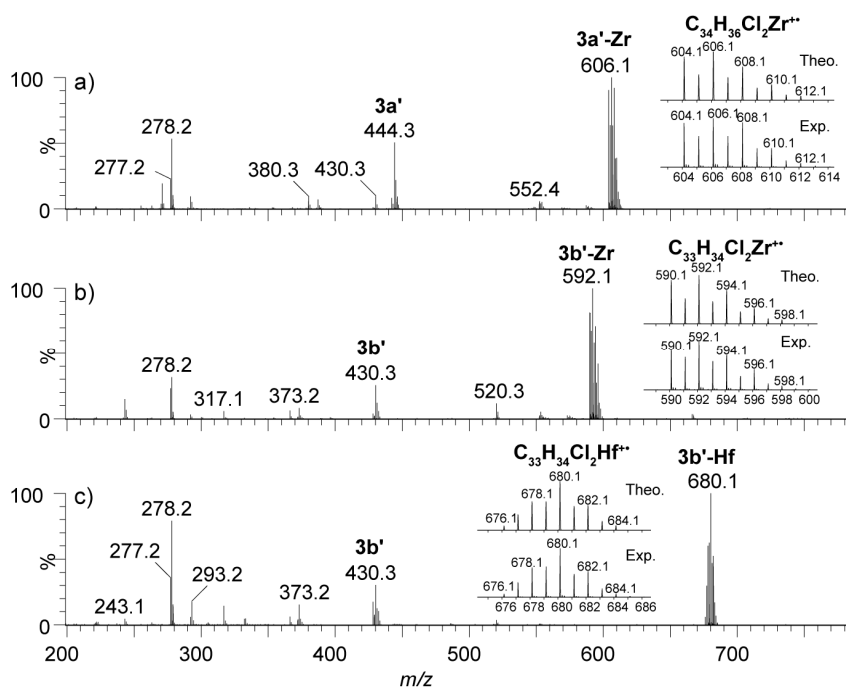 a)
100
%
0
277.2
278.2
380.3
430.3
3a'
444.3
552.4
3a'-Zr
606.1
C34H36Cl2Zr+•
604.1
606.1
608.1
610.1
612.1
Theo.
604.1
606.1
608.1
610.1
612.1
Exp.
604 606 608 610 612 614
b)
100
%
0
278.2
317.1
373.2
3b'
430.3
520.3
3b'-Zr
592.1
C33H34Cl2Zr+•
590.1
592.1
594.1
596.1
598.1
Theo.
590.1
592.1
594.1
596.1
598.1
Exp.
590 592 594 596 598 600
c)
100
%
0
243.1
277.2
278.2
293.2
373.2
3b'
430.3
C33H34Cl2Hf+•
676.1
678.1
680.1
682.1
684.1
Theo.
676.1
678.1
680.1
682.1
684.1
Exp.
676 678 680 682 684 686
3b'-Hf
680.1
200 300 400 500 600
m/z